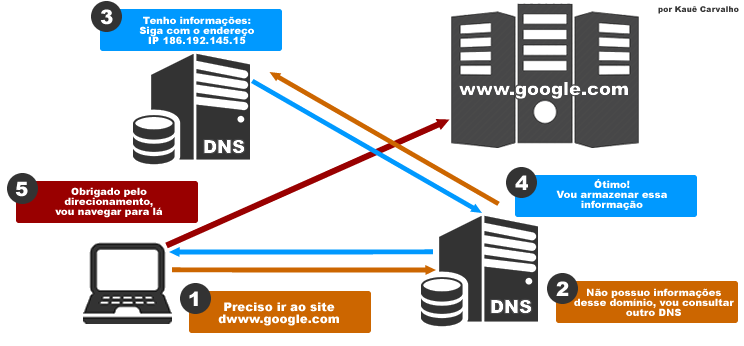 por Kauê Carvalho
3
Tenho informações:
Siga com o endereço
IP 186.192.145.15
DNS
www.google.com
5
Obrigado pelo
direcionamento,
vou navegar para lá
4
Ótimo!
Vou armazenar essa
informação
1
Preciso ir ao site
dwww.google.com
DNS
2
Não possuo informações
desse domínio, vou consultar
outro DNS